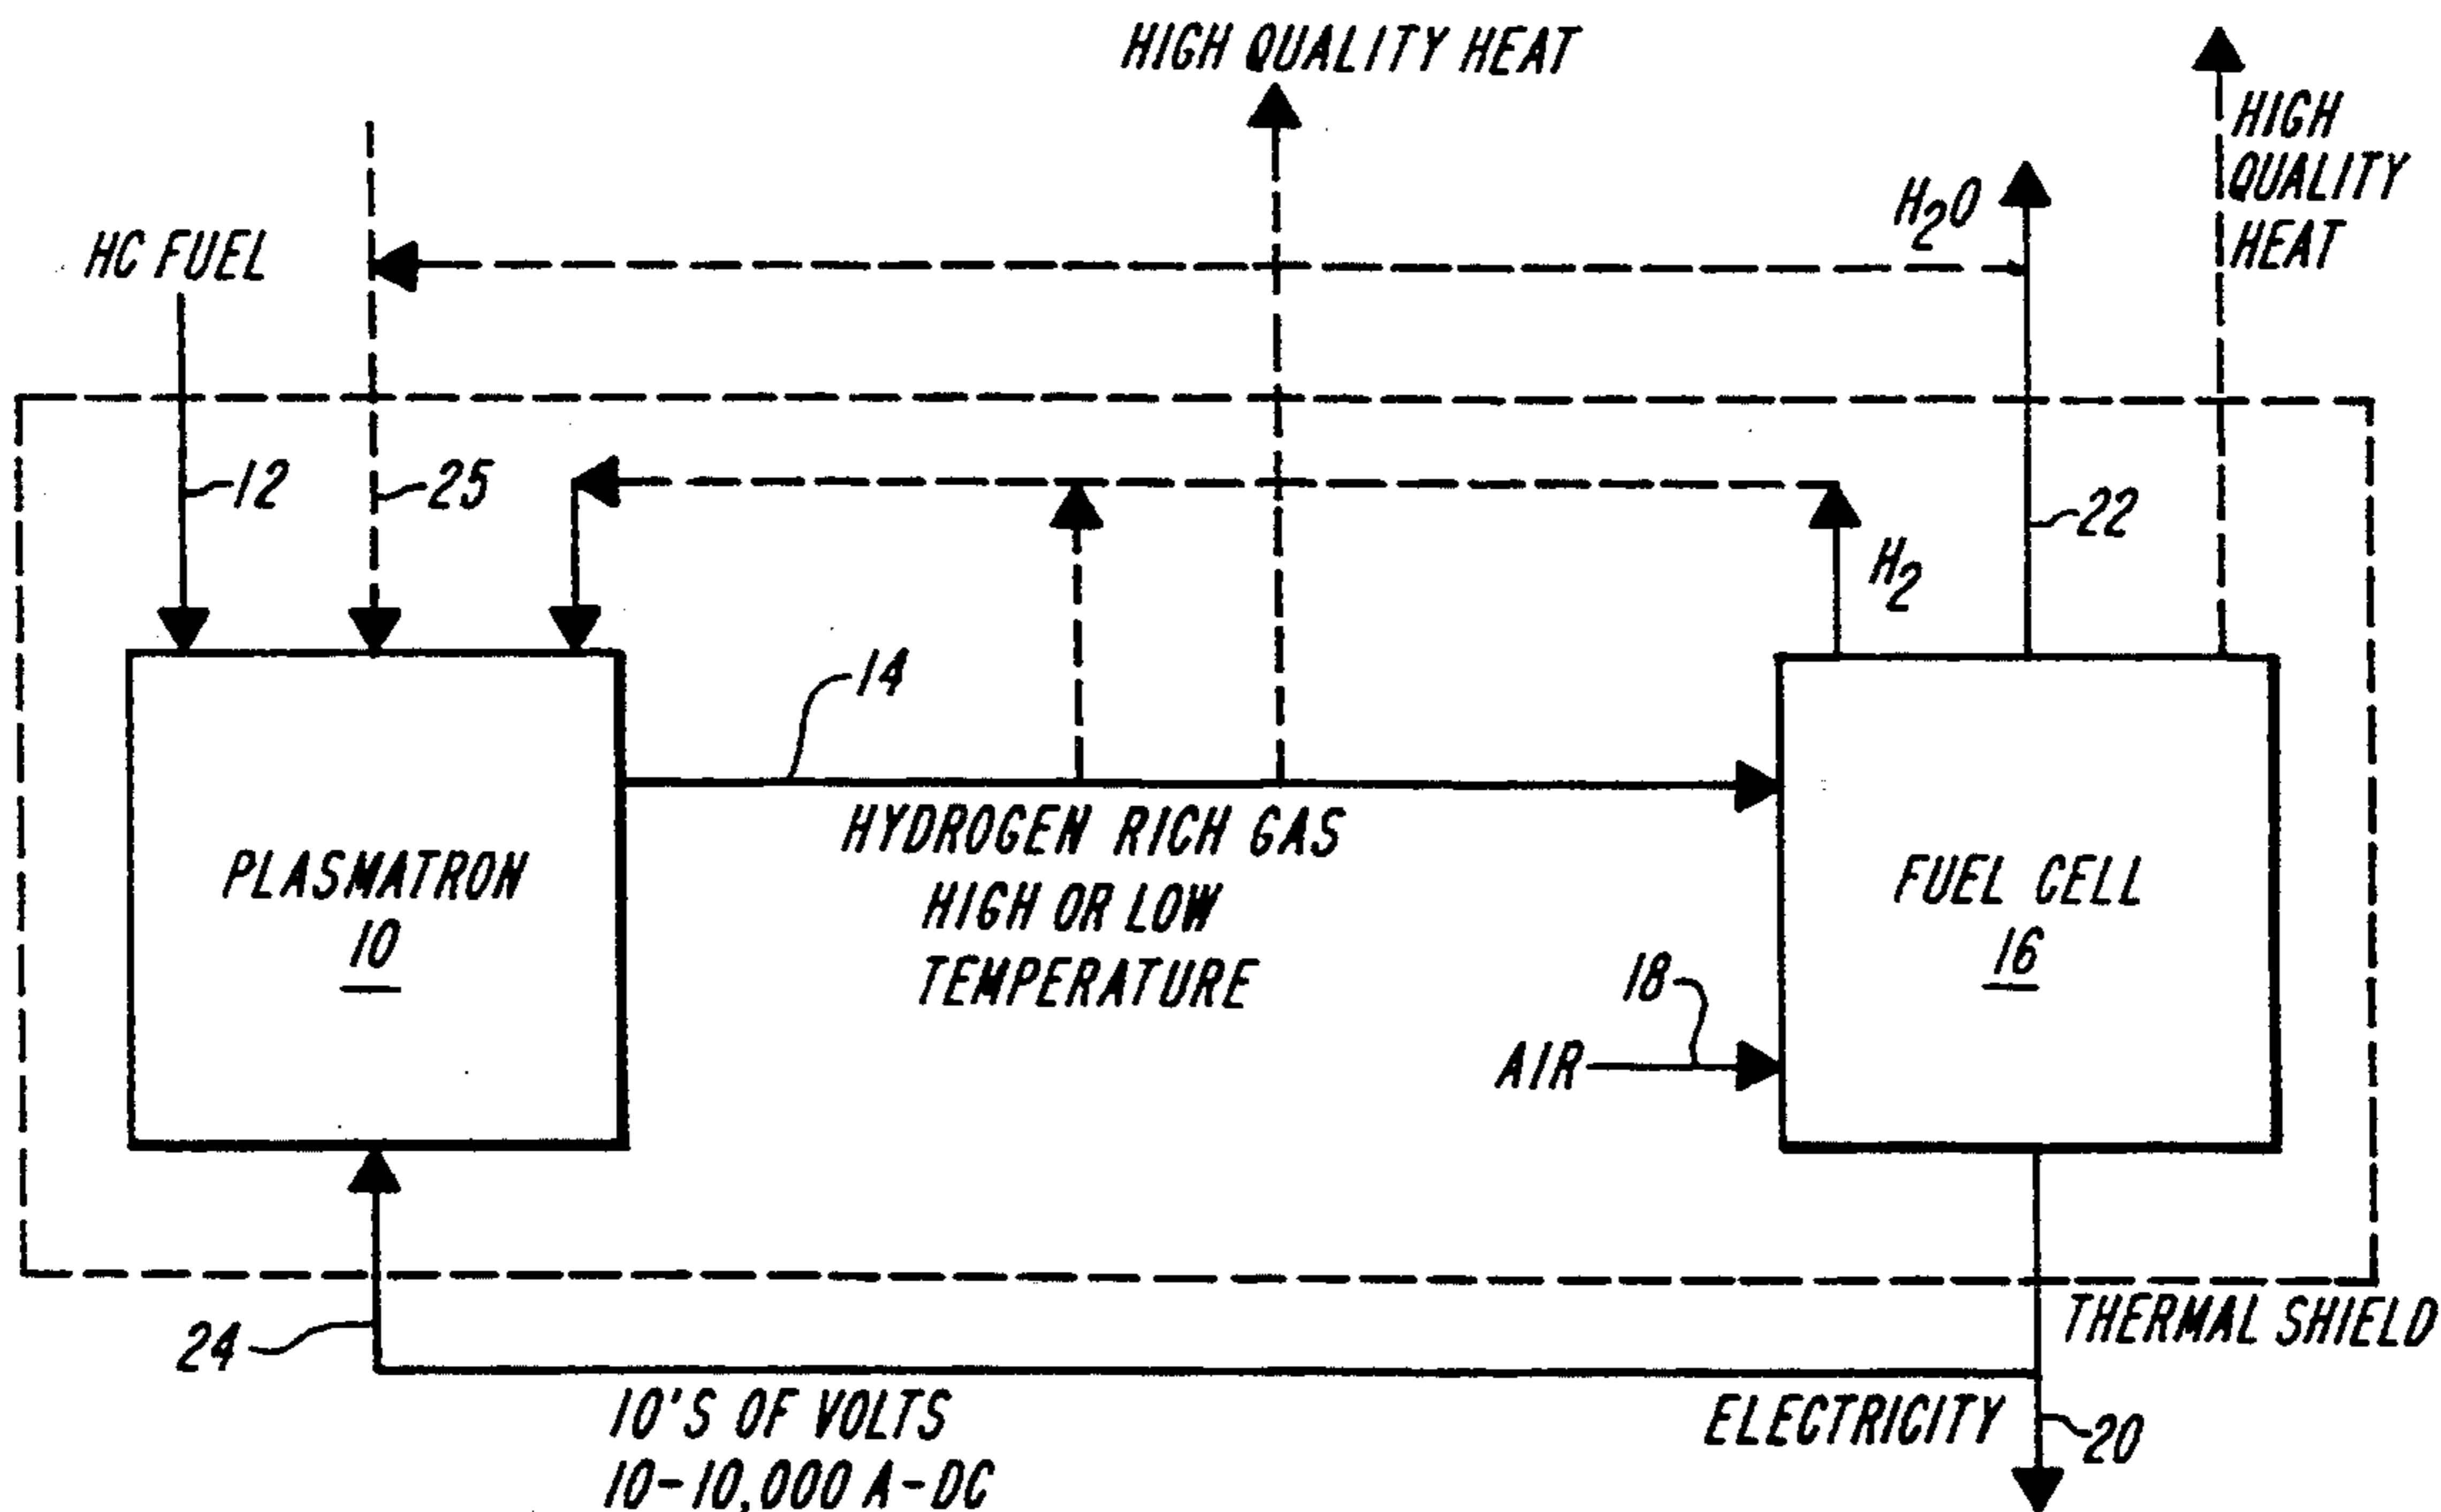 HIGH QUALITY HEAT
HIGH
QUALITY
HEAT
H2O
HC FUEL
12
25
22
H2
14
HYDROGEN RICH GAS
HIGH OR LOW
TEMPERATURE
PLASMATRON
10
FUEL CELL
16
18
AIR
THERMAL SHIELD
24
10'S OF VOLTS
10-10,000 A-DC
ELECTRICITY
20